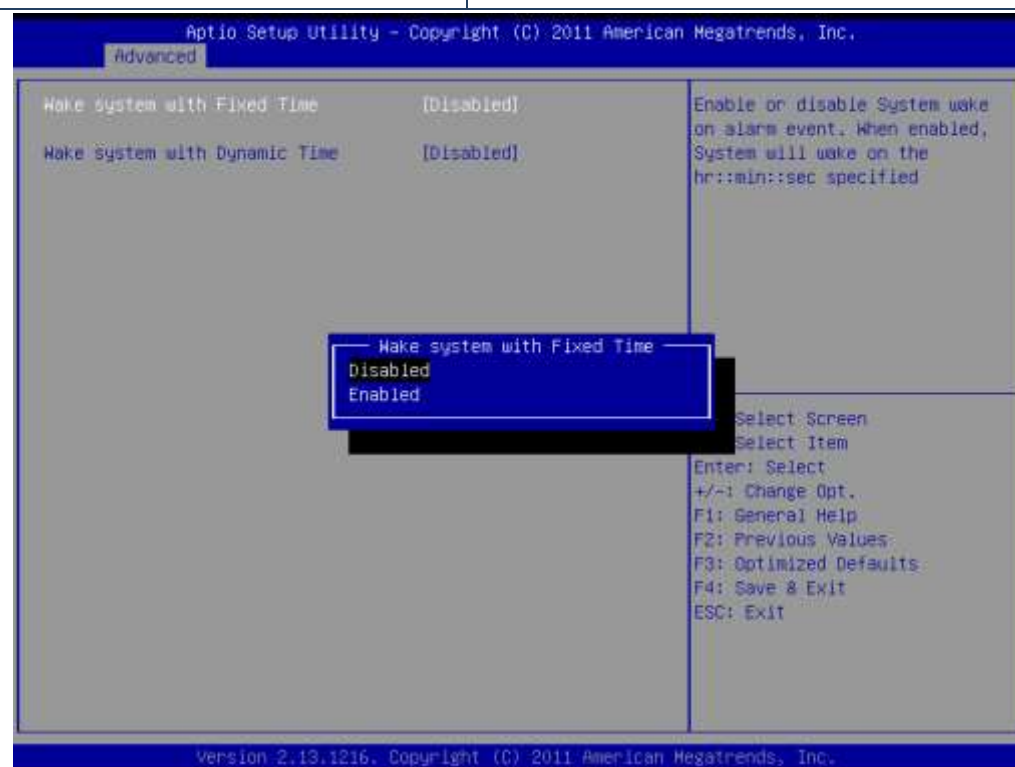 Aptio Setup Utility – Copyright (C) 2011 American Megatrends, Inc.
Advanced
Wake system with Fixed Time [Disabled]
Wake system with Dynamic Time [Disabled]
Enable or disable System wake
on alarm event. When enabled,
System will wake on the
hr::min::sec specified
Wake system with Fixed Time
Disabled
Enabled
Select Screen
Select Item
Enter: Select
+/-: Change Opt.
F1: General Help
F2: Previous Values
F3: Optimized Defaults
F4: Save & Exit
ESC: Exit
Version 2.13.1216. Copyright (C) 2011 American Megatrends, Inc.